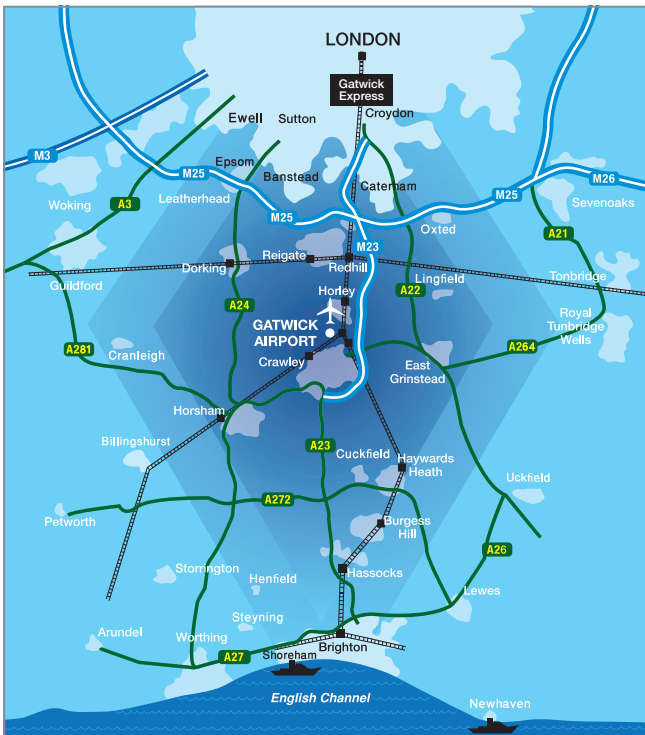 LONDON
Gatwick
Express
Croydon
Ewell
Sutton
M3
Epsom
Banstead
M25
Caterham
M25
M26
A3
Leatherhead
Woking
M25
Sevenoaks
Oxted
A21
M23
Reigate
Dorking
Redhill
Tonbridge
Guildford
Lingfield
A22
Horley
A24
Royal
Tunbridge
Wells
GATWICK
AIRPORT
A281
Cranleigh
A264
Crawley
East
Grinstead
Horsham
Billingshurst
A23
Cuckfield
Haywards
Heath
Uckfield
A272
Petworth
Burgess
Hill
A26
Storrington
Hassocks
Henfield
Lewes
Steyning
Arundel
Worthing
Brighton
A27
Shoreham
English Channel
Newhaven